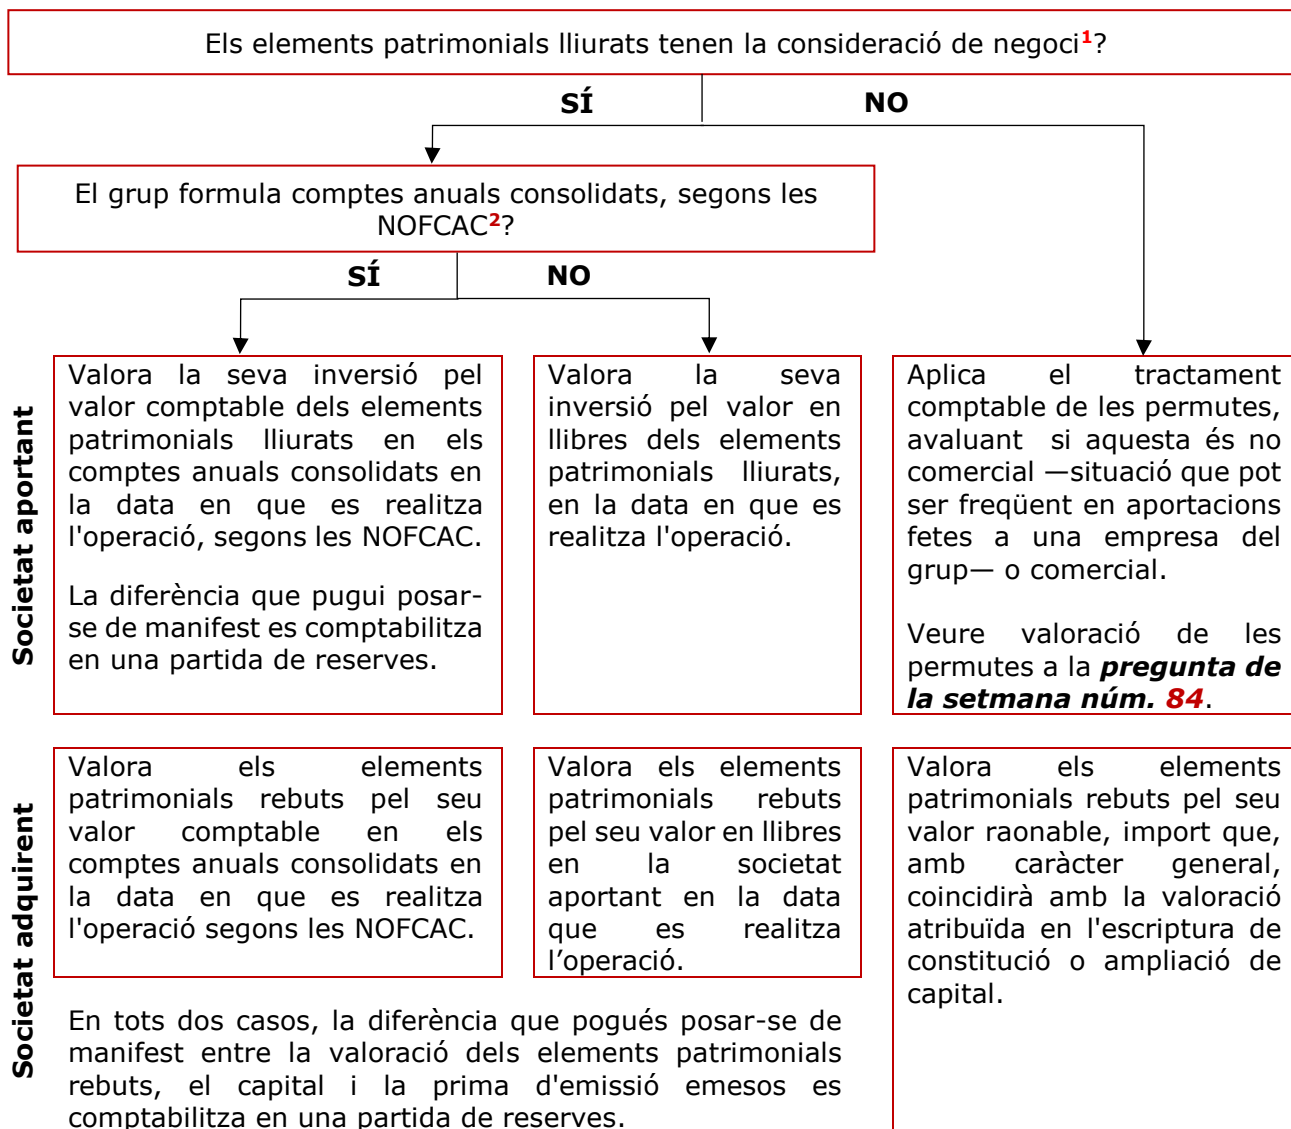 Els elements patrimonials lliurats tenen la consideració de negoci1?
SÍ
NO
El grup formula comptes anuals consolidats, segons les
NOFCAC2?
SÍ
NO
Societat aportant
Valora la seva inversió pel
valor comptable dels elements
patrimonials lliurats en els
comptes anuals consolidats en
la data en que es realitza
l'operació, segons les NOFCAC.
La diferència que pugui posar-
se de manifest es comptabilitza
en una partida de reserves.
Valora la seva
inversió pel valor en
llibres dels elements
patrimonials lliurats,
en la data en que es
realitza l'operació.
Aplica el tractament
comptable de les permutes,
avaluant si aquesta és no
comercial —situació que pot
ser freqüent en aportacions
fetes a una empresa del
grup— o comercial.
Veure valoració de les
permutes a la pregunta de
la setmana núm. 84.
Societat adquirent
Valora els elements
patrimonials rebuts pel seu
valor comptable en els
comptes anuals consolidats en
la data en que es realitza
l'operació segons les NOFCAC.
Valora els elements
patrimonials rebuts
pel seu valor en llibres
en la societat
aportant en la data
que es realitza
l’operació.
Valora els elements
patrimonials rebuts pel seu
valor raonable, import que,
amb caràcter general,
coincidirà amb la valoració
atribuïda en l'escriptura de
constitució o ampliació de
capital.
En tots dos casos, la diferència que pogués posar-se de
manifest entre la valoració dels elements patrimonials
rebuts, el capital i la prima d'emissió emesos es
comptabilitza en una partida de reserves.